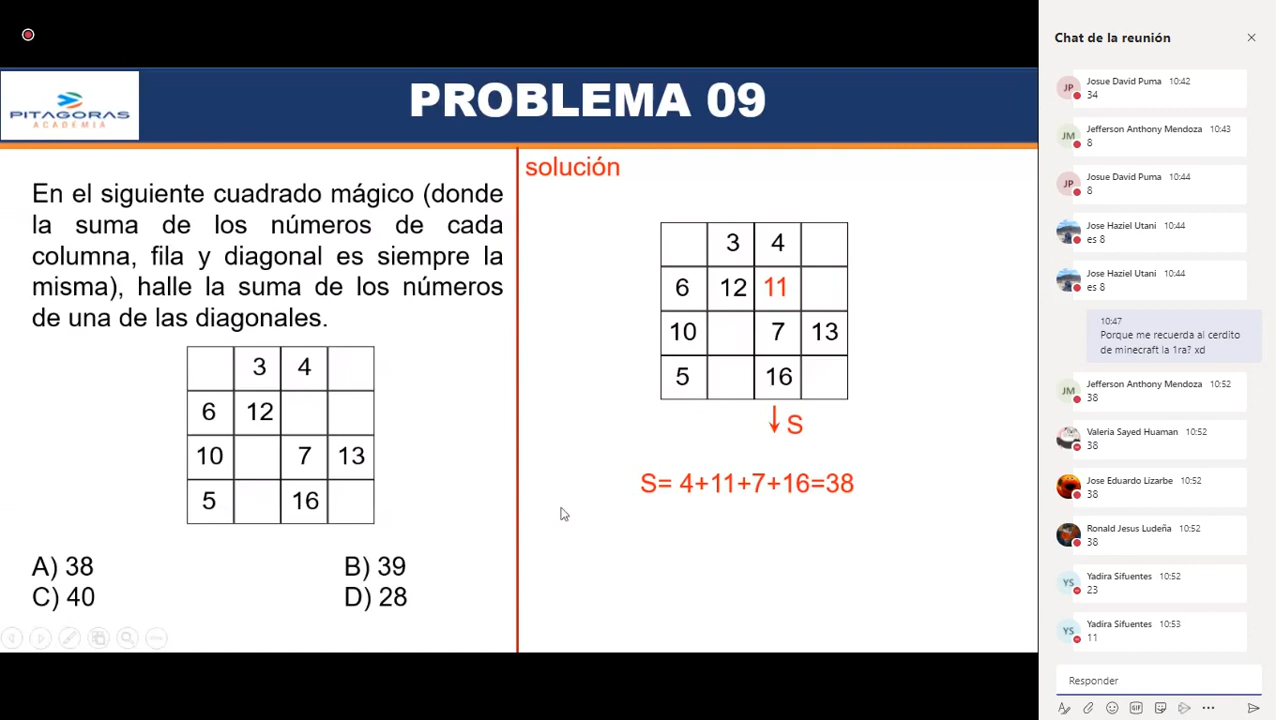 PITAGORAS
ACADEMIA
PROBLEMA 09
En el siguiente cuadrado mágico (donde
la suma de los números de cada
columna, fila y diagonal es siempre la
misma), halle la suma de los números
de una de las diagonales.
3 4
6 12
10 7 13
5 16
A) 38 B) 39
C) 40 D) 28
solución
3 4
6 12 11
10 7 13
5 16
S
S= 4+11+7+16=38
Chat de la reunión
JP Josue David Puma 10:42
34
JM Jefferson Anthony Mendoza 10:43
8
JP Josue David Puma 10:44
8
Jose Haziel Utani 10:44
es 8
Jose Haziel Utani 10:44
es 8
10:47
Porque me recuerda al cerdito
de minecraft la 1ra? xd
JM Jefferson Anthony Mendoza 10:52
38
Valeria Sayed Huaman 10:52
38
Jose Eduardo Lizarbe 10:52
38
Ronald Jesus Ludeña 10:52
38
YS Yadira Sifuentes 10:52
23
YS Yadira Sifuentes 10:53
11
Responder
GIF